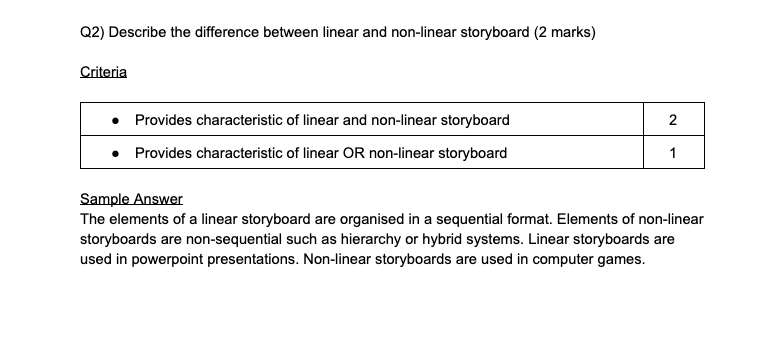 Q2) Describe the difference between linear and non-linear storyboard (2 marks)
Criteria
● Provides characteristic of linear and non-linear storyboard 2
● Provides characteristic of linear OR non-linear storyboard 1
Sample Answer
The elements of a linear storyboard are organised in a sequential format. Elements of non-linear
storyboards are non-sequential such as hierarchy or hybrid systems. Linear storyboards are
used in powerpoint presentations. Non-linear storyboards are used in computer games.